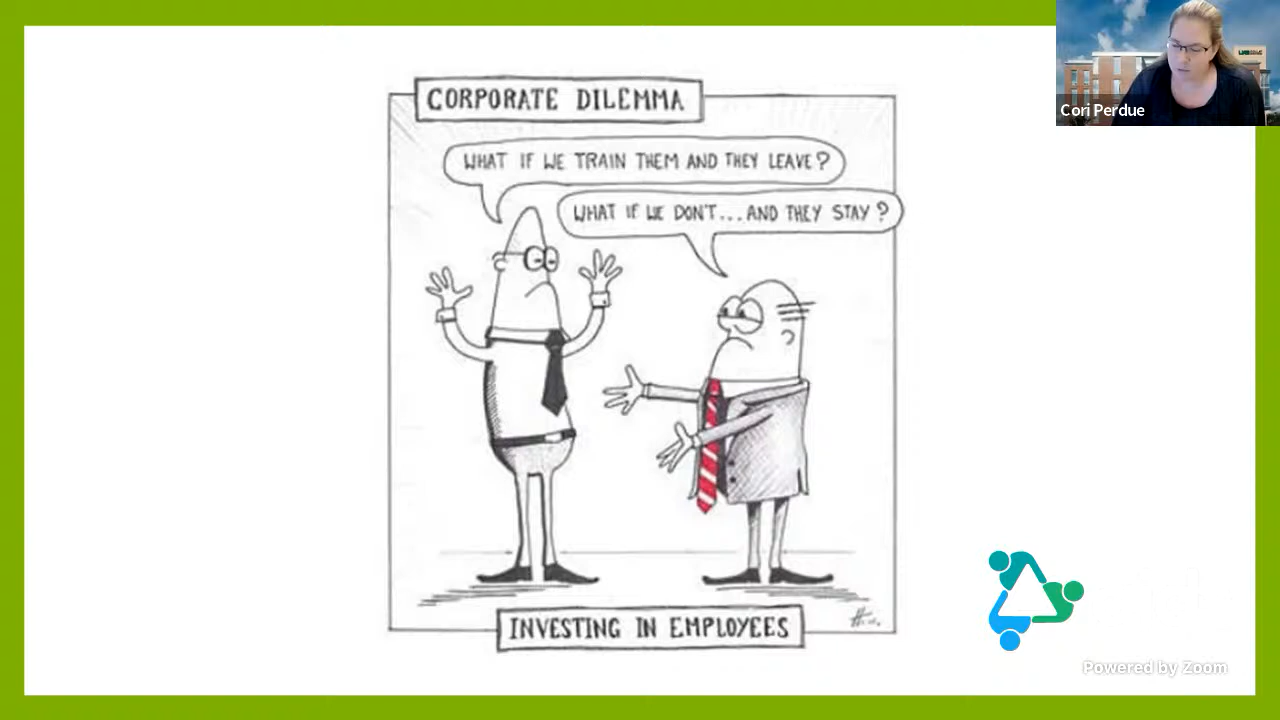 CORPORATE DILEMMA
WHAT IF WE TRAIN THEM AND THEY LEAVE?
WHAT IF WE DON'T...AND THEY STAY?
INVESTING IN EMPLOYEES
Cori Perdue
Powered by Zoom